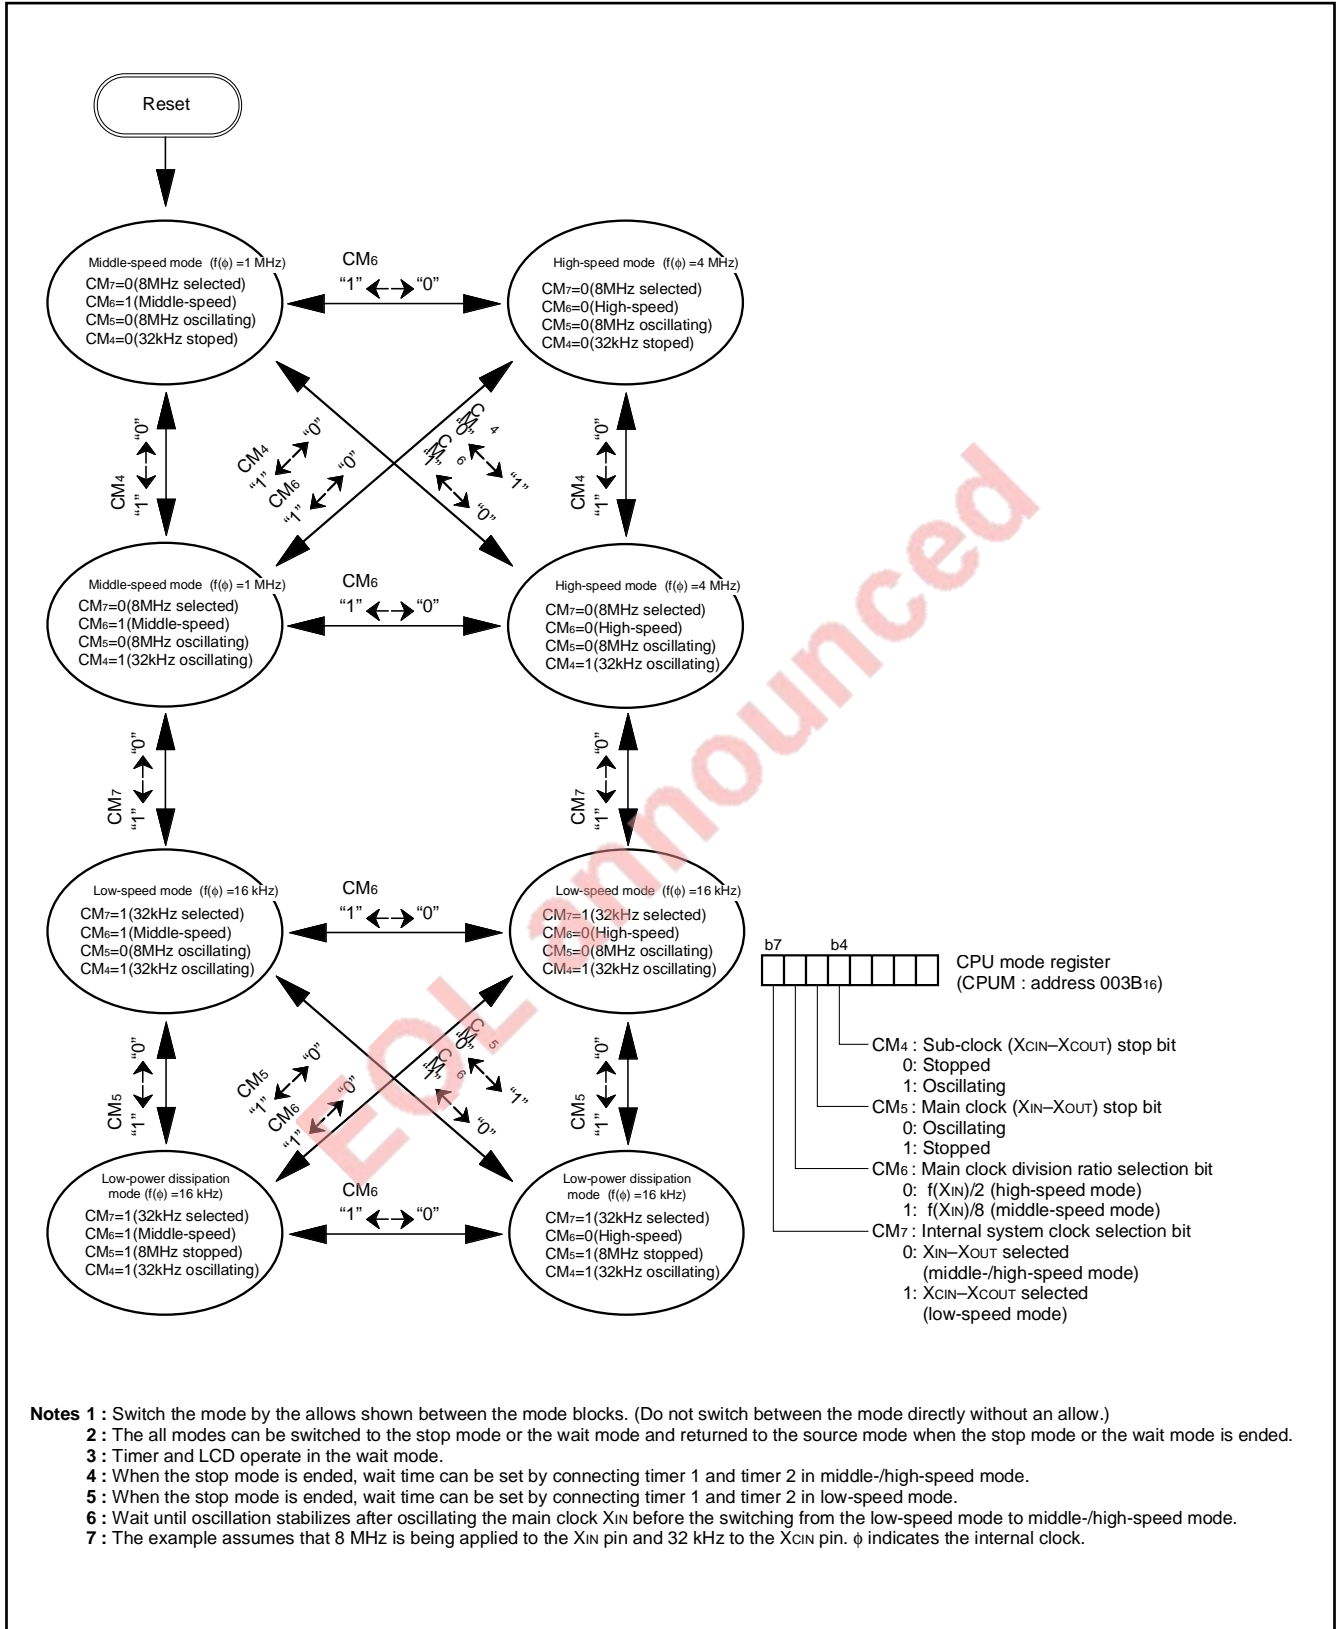 Reset
Middle-speed mode (f(ϕ) =1 MHz)
CM7=0(8MHz selected)
CM6=1(Middle-speed)
CM5=0(8MHz oscillating)
CM4=0(32kHz stoped)
CM6
“1” “0”
High-speed mode (f(ϕ) =4 MHz)
CM7=0(8MHz selected)
CM6=0(High-speed)
CM5=0(8MHz oscillating)
CM4=0(32kHz stoped)
CM4
“1” “0”
CM4
“1” “0”
CM6
“1” “0”
CM4
“0” “1”
CM6
“1” “0”
CM4
“1” “0”
Middle-speed mode (f(ϕ) =1 MHz)
CM7=0(8MHz selected)
CM6=1(Middle-speed)
CM5=0(8MHz oscillating)
CM4=1(32kHz oscillating)
CM6
“1” “0”
High-speed mode (f(ϕ) =4 MHz)
CM7=0(8MHz selected)
CM6=0(High-speed)
CM5=0(8MHz oscillating)
CM4=1(32kHz oscillating)
CM7
“1” “0”
CM7
“1” “0”
Low-speed mode (f(ϕ) =16 kHz)
CM7=1(32kHz selected)
CM6=1(Middle-speed)
CM5=0(8MHz oscillating)
CM4=1(32kHz oscillating)
CM6
“1” “0”
Low-speed mode (f(ϕ) =16 kHz)
CM7=1(32kHz selected)
CM6=0(High-speed)
CM5=0(8MHz oscillating)
CM4=1(32kHz oscillating)
CM5
“1” “0”
CM5
“1” “0”
CM6
“1” “0”
CM5
“0” “1”
CM6
“1” “0”
CM5
“1” “0”
Low-power dissipation
mode (f(ϕ) =16 kHz)
CM7=1(32kHz selected)
CM6=1(Middle-speed)
CM5=1(8MHz stopped)
CM4=1(32kHz oscillating)
CM6
“1” “0”
Low-power dissipation
mode (f(ϕ) =16 kHz)
CM7=1(32kHz selected)
CM6=0(High-speed)
CM5=1(8MHz stopped)
CM4=1(32kHz oscillating)
b7 b4
CPU mode register
(CPUM : address 003B16)
CM4 : Sub-clock (XCIN–XCOUT) stop bit
0: Stopped
1: Oscillating
CM5 : Main clock (XIN–XOUT) stop bit
0: Oscillating
1: Stopped
CM6 : Main clock division ratio selection bit
0: f(XIN)/2 (high-speed mode)
1: f(XIN)/8 (middle-speed mode)
CM7 : Internal system clock selection bit
0: XIN–XOUT selected
(middle-/high-speed mode)
1: XCIN–XCOUT selected
(low-speed mode)
EOL announced
Notes 1 : Switch the mode by the allows shown between the mode blocks. (Do not switch between the mode directly without an allow.)
2 : The all modes can be switched to the stop mode or the wait mode and returned to the source mode when the stop mode or the wait mode is ended.
3 : Timer and LCD operate in the wait mode.
4 : When the stop mode is ended, wait time can be set by connecting timer 1 and timer 2 in middle-/high-speed mode.
5 : When the stop mode is ended, wait time can be set by connecting timer 1 and timer 2 in low-speed mode.
6 : Wait until oscillation stabilizes after oscillating the main clock XIN before the switching from the low-speed mode to middle-/high-speed mode.
7 : The example assumes that 8 MHz is being applied to the XIN pin and 32 kHz to the XCIN pin. ϕ indicates the internal clock.